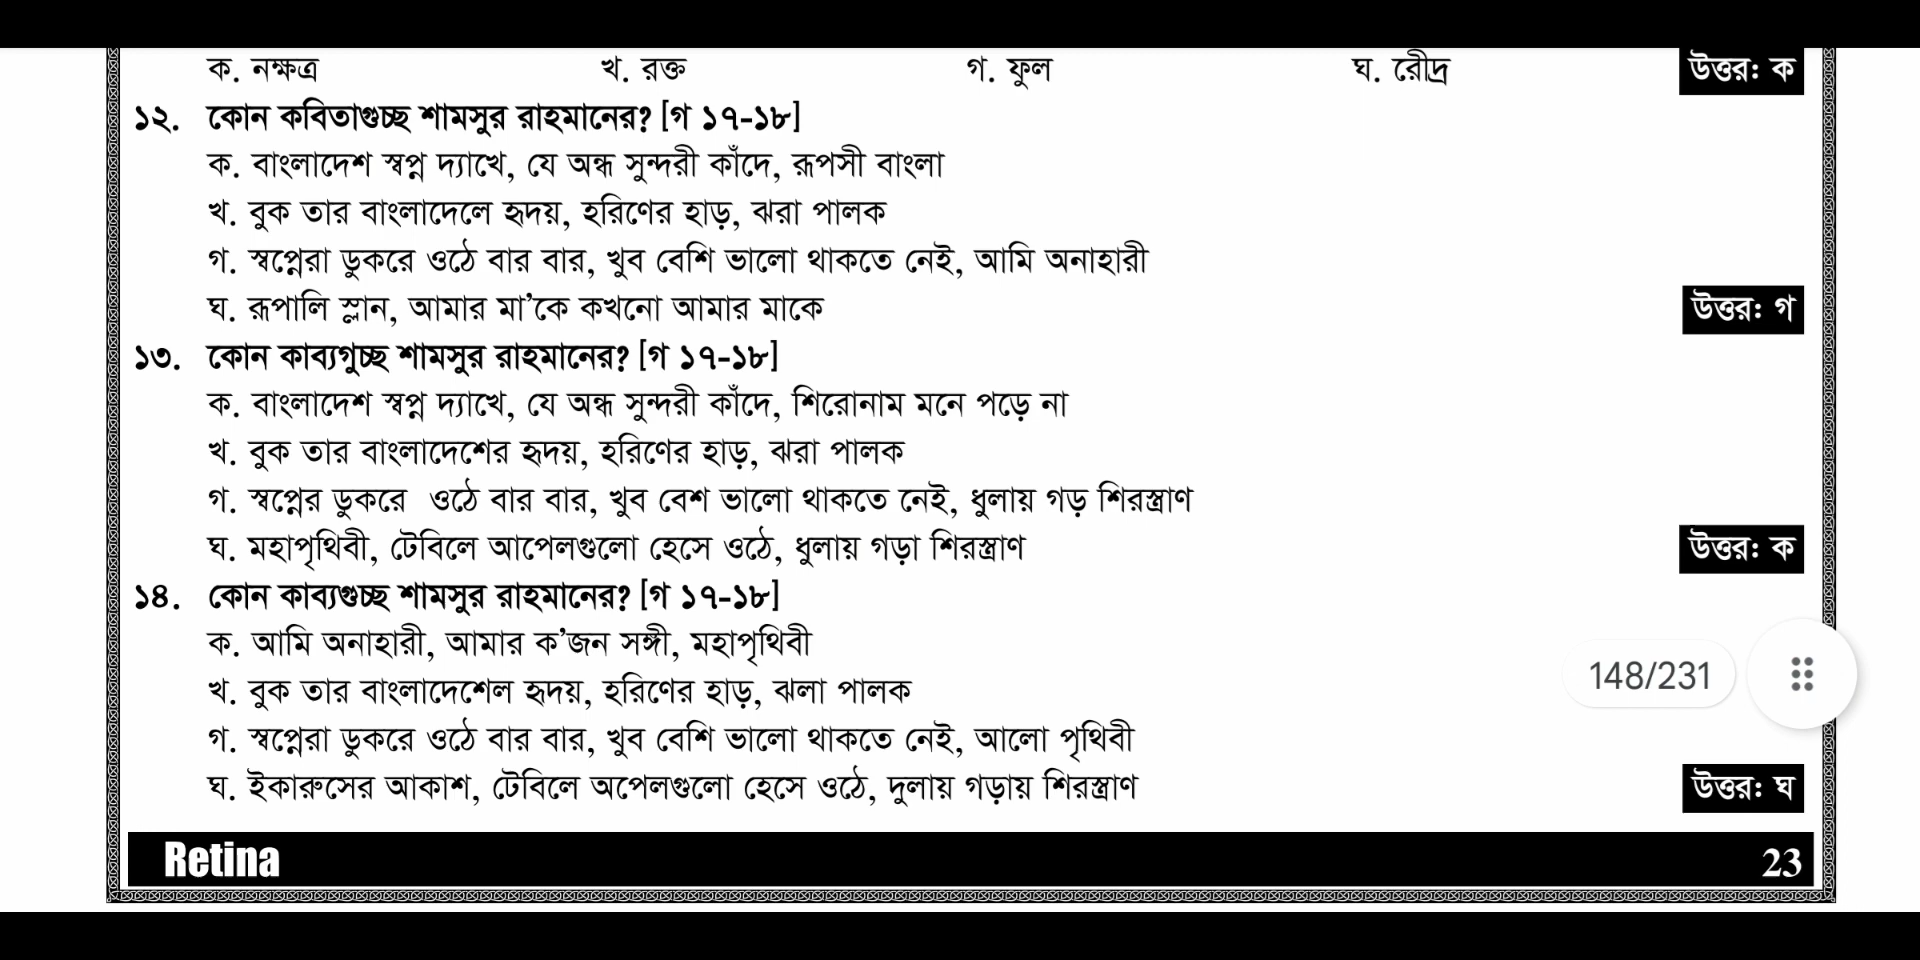 ক. নক্ষত্র খ. রক্ত গ. ফুল ঘ. রৌদ্র উত্তরঃ ক
১২. কোন কবিতাগুচ্ছ শামসুর রাহমানের? [গ ১৭-১৮]
ক. বাংলাদেশ স্বপ্ন দ্যাখে, যে অন্ধ সুন্দরী কাঁদে, রূপসী বাংলা
খ. বুক তার বাংলাদেলে হৃদয়, হরিণের হাড়, ঝরা পালক
গ. স্বপ্নেরা ডুকরে ওঠে বার বার, খুব বেশি ভালো থাকতে নেই, আমি অনাহারী
ঘ. রূপালি স্লান, আমার মা’কে কখনো আমার মাকে উত্তরঃ গ
১৩. কোন কাব্যগুচ্ছ শামসুর রাহমানের? [গ ১৭-১৮]
ক. বাংলাদেশ স্বপ্ন দ্যাখে, যে অন্ধ সুন্দরী কাঁদে, শিরোনাম মনে পড়ে না
খ. বুক তার বাংলাদেশের হৃদয়, হরিণের হাড়, ঝরা পালক
গ. স্বপ্নের ডুকরে ওঠে বার বার, খুব বেশ ভালো থাকতে নেই, ধুলায় গড় শিরস্ত্রাণ
ঘ. মহাপৃথিবী, টেবিলে আপেলগুলো হেসে ওঠে, ধুলায় গড়া শিরস্ত্রাণ উত্তরঃ ক
১৪. কোন কাব্যগুচ্ছ শামসুর রাহমানের? [গ ১৭-১৮]
ক. আমি অনাহারী, আমার ক’জন সঙ্গী, মহাপৃথিবী
খ. বুক তার বাংলাদেশেল হৃদয়, হরিণের হাড়, ঝলা পালক
গ. স্বপ্নেরা ডুকরে ওঠে বার বার, খুব বেশি ভালো থাকতে নেই, আলো পৃথিবী
ঘ. ইকারুসের আকাশ, টেবিলে অপেলগুলো হেসে ওঠে, দুলায় গড়ায় শিরস্ত্রাণ উত্তরঃ ঘ
148/231
Retina 23